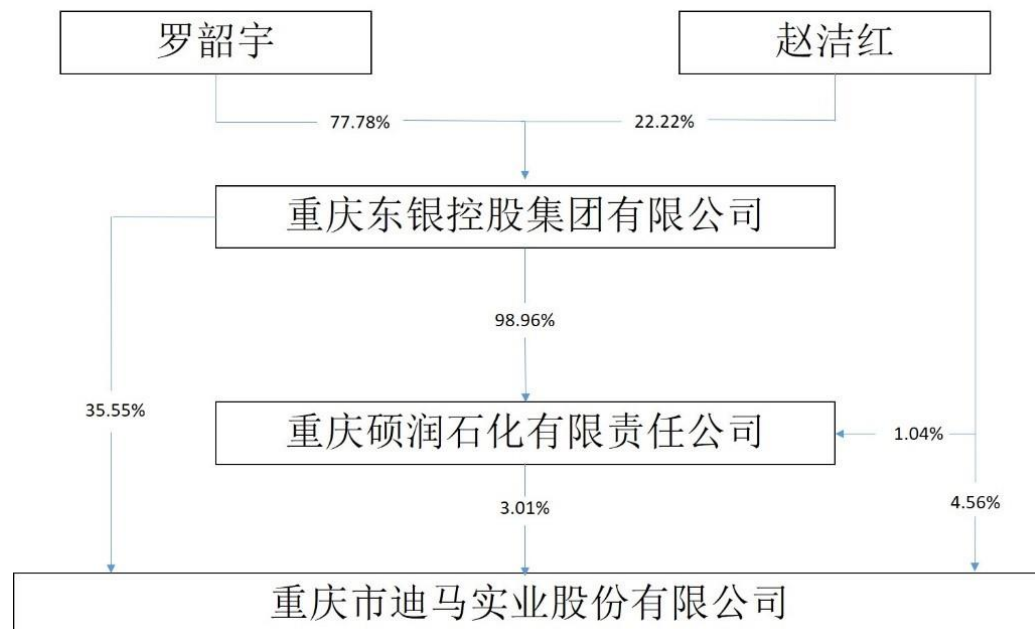 罗韶宇
赵洁红
77.78%
22.22%
重庆东银控股集团有限公司
98.96%
35.55%
重庆硕润石化有限责任公司
1.04%
3.01%
4.56%
重庆市迪马实业股份有限公司